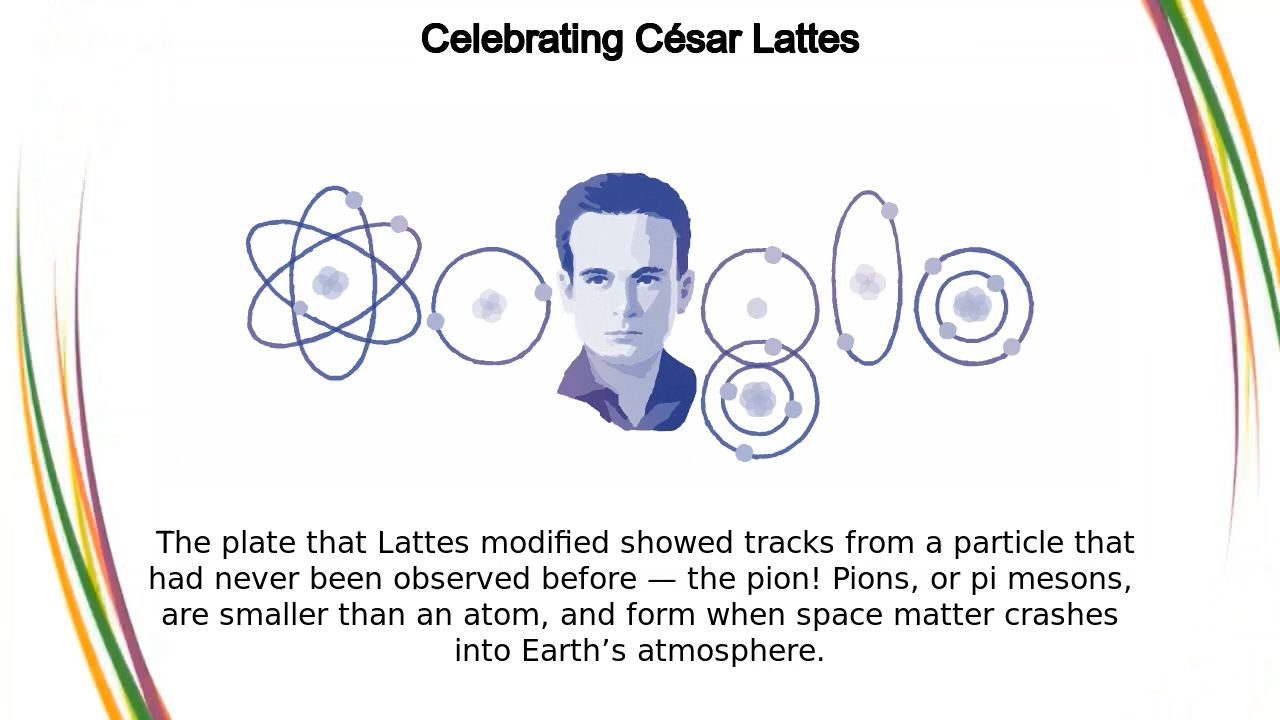 Celebrating César Lattes
The plate that Lattes modified showed tracks from a particle that
had never been observed before — the pion! Pions, or pi mesons,
are smaller than an atom, and form when space matter crashes
into Earth’s atmosphere.